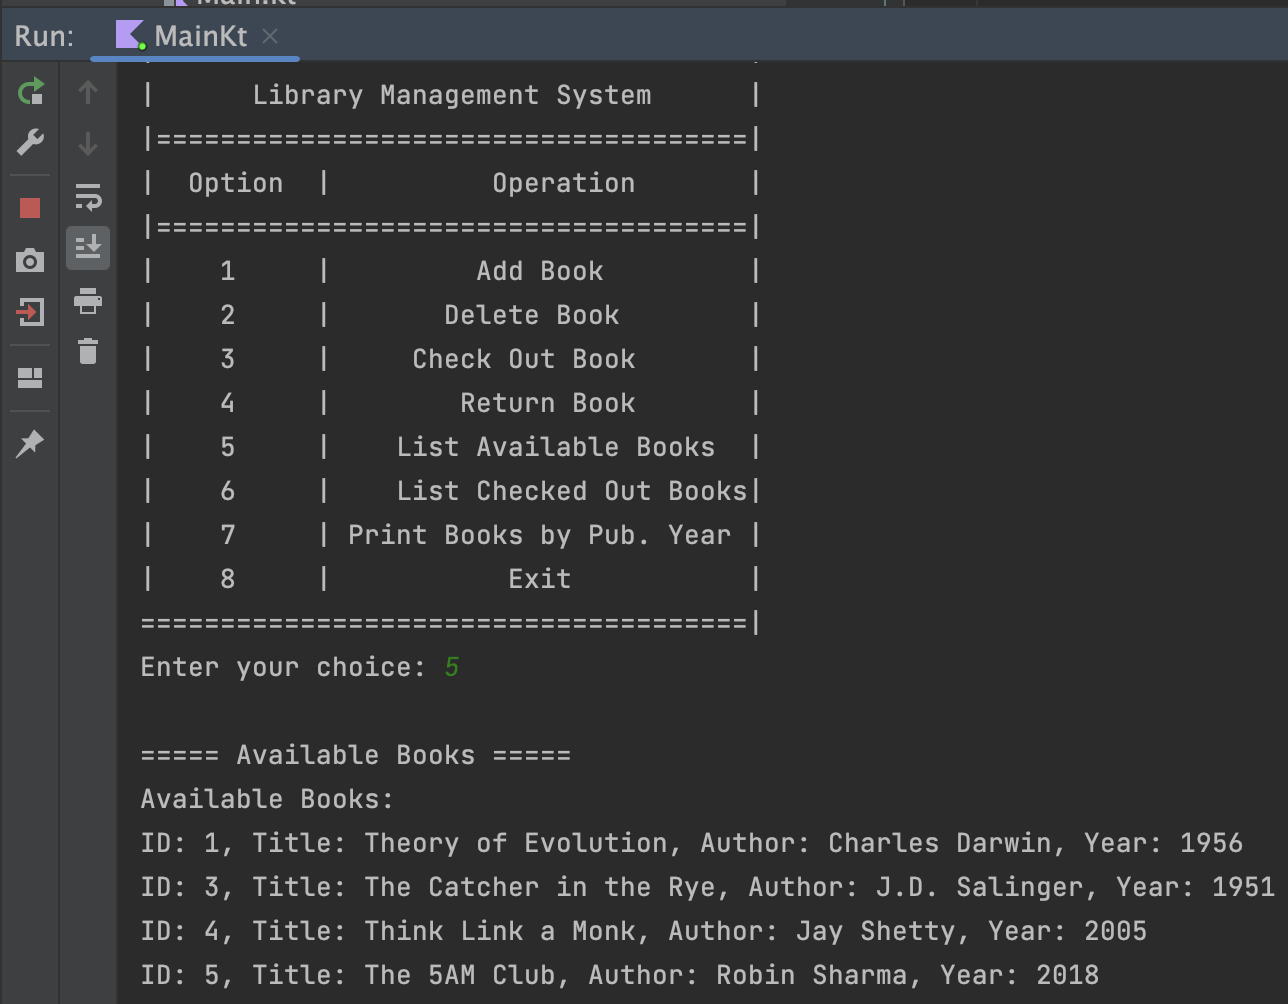 Main.kt
Run: MainKt ×
| Library Management System |
|=====================================|
| Option | Operation |
|=====================================|
| 1 | Add Book |
| 2 | Delete Book |
| 3 | Check Out Book |
| 4 | Return Book |
| 5 | List Available Books |
| 6 | List Checked Out Books|
| 7 | Print Books by Pub. Year |
| 8 | Exit |
======================================|
Enter your choice: 5
===== Available Books =====
Available Books:
ID: 1, Title: Theory of Evolution, Author: Charles Darwin, Year: 1956
ID: 3, Title: The Catcher in the Rye, Author: J.D. Salinger, Year: 1951
ID: 4, Title: Think Link a Monk, Author: Jay Shetty, Year: 2005
ID: 5, Title: The 5AM Club, Author: Robin Sharma, Year: 2018